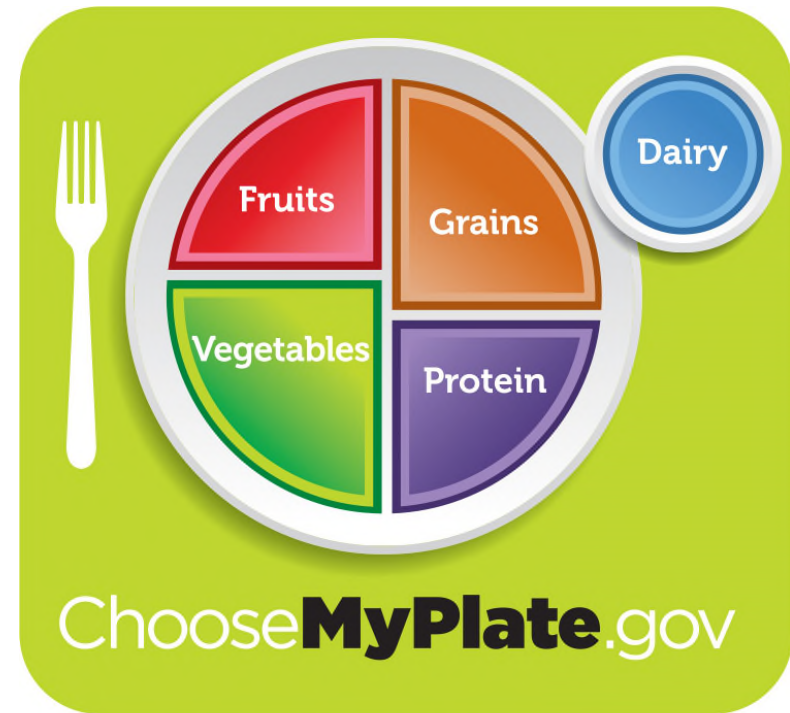 Fruits
Grains
Dairy
Vegetables
Protein
ChooseMyPlate.gov